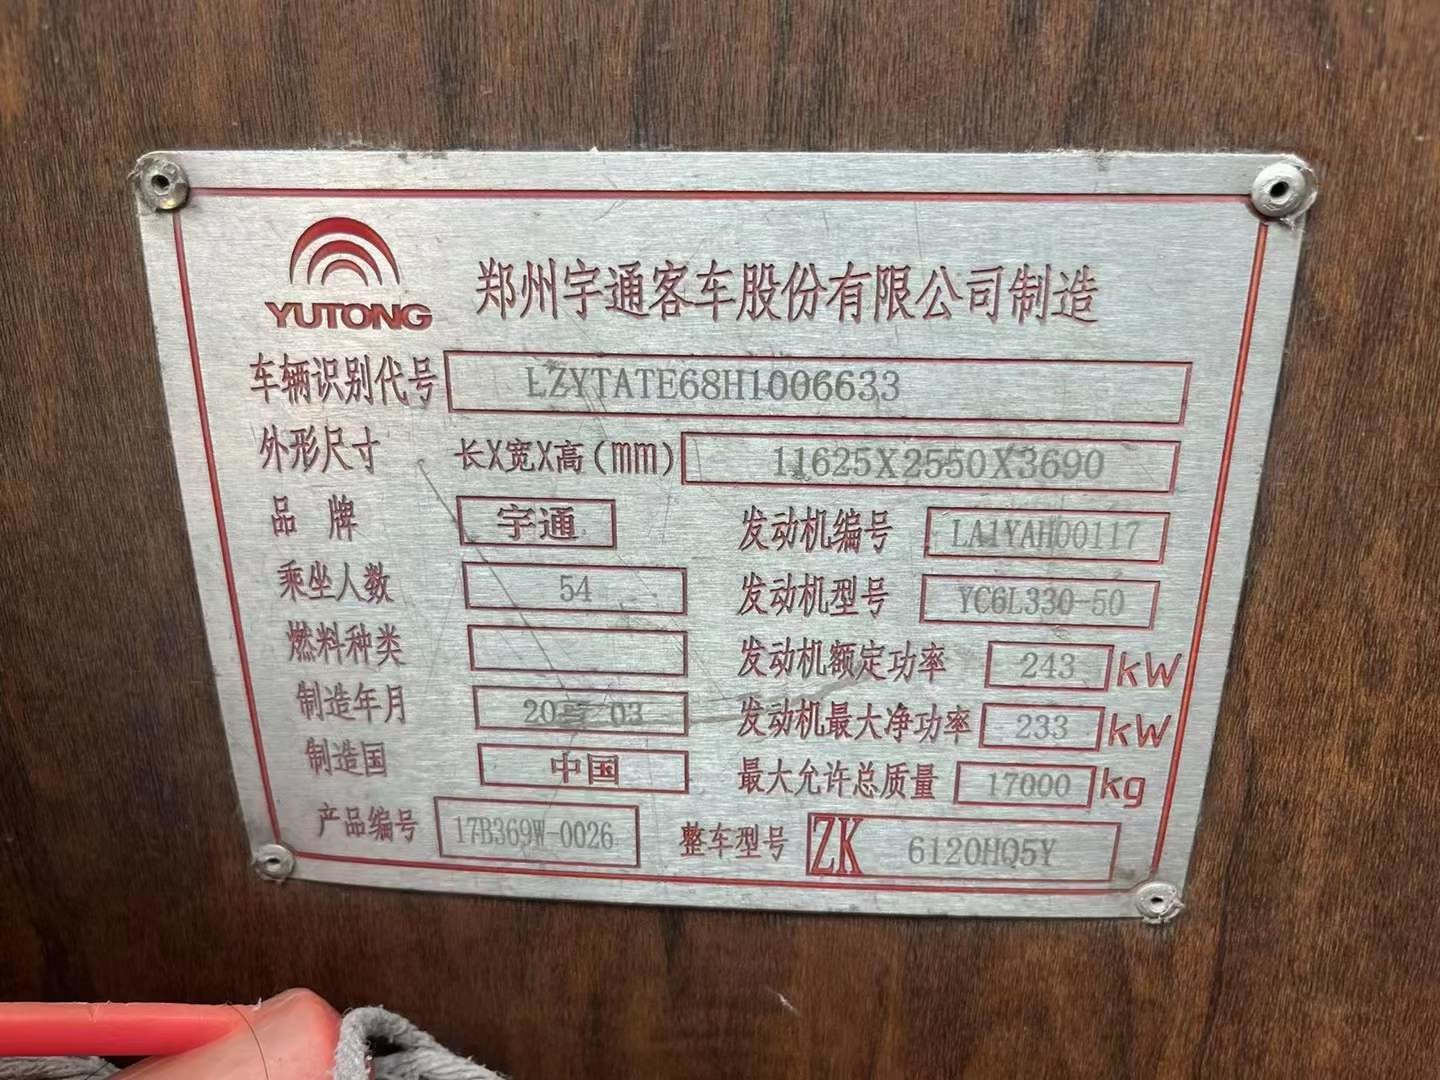 YUTONG
郑州宇通客车股份有限公司制造
车辆识别代号 LZYTATE68H1006633
外形尺寸 长X宽X高(mm) 11625X2550X3690
品牌 宇通 发动机编号 LA1YAH00117
乘坐人数 54 发动机型号 YC6L330-50
燃料种类 发动机额定功率 243 kW
制造年月 03 发动机最大净功率 233 kW
制造国 中国 最大允许总质量 17000 kg
产品编号 17B369W-0026 整车型号 ZK 6120HQ5Y